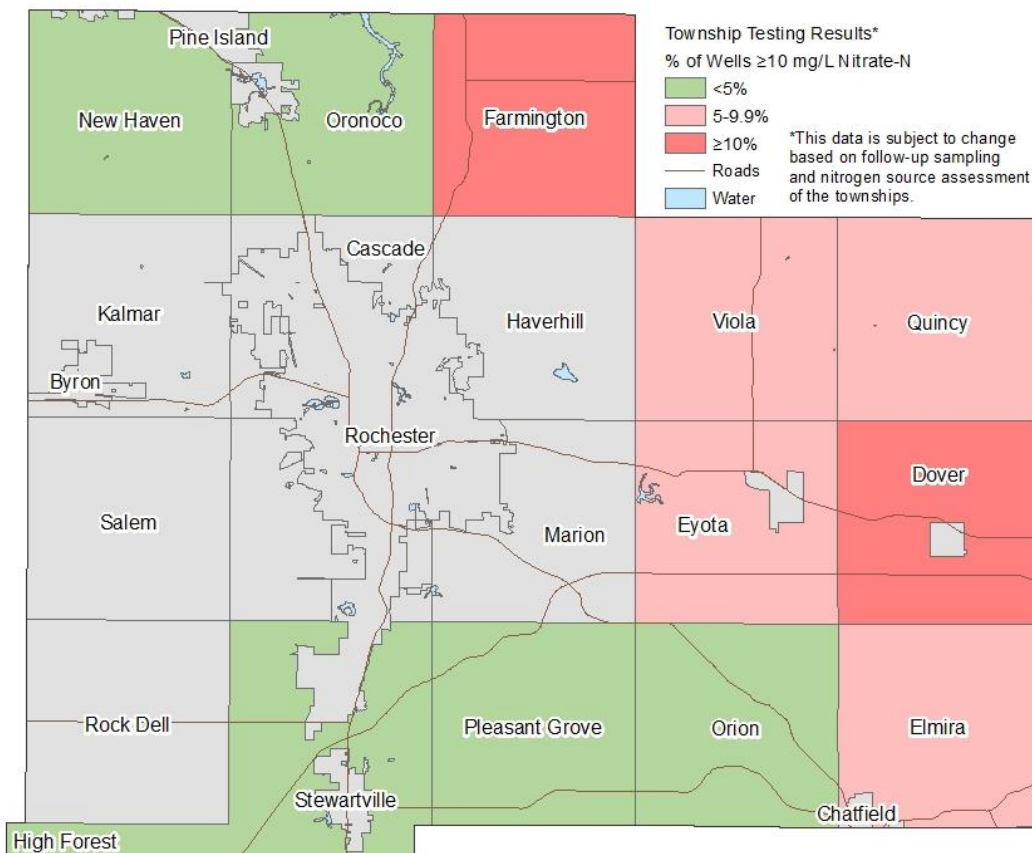 Township Testing Results*
% of Wells ≥10 mg/L Nitrate-N
<5%
5-9.9%
≥10%
Roads
Water
*This data is subject to change
based on follow-up sampling
and nitrogen source assessment
of the townships.
Pine Island
New Haven
Oronoco
Farmington
Cascade
Kalmar
Haverhill
Viola
Quincy
Byron
Rochester
Dover
Salem
Marion
Eyota
Rock Dell
Pleasant Grove
Orion
Elmira
Stewartville
Chatfield
High Forest